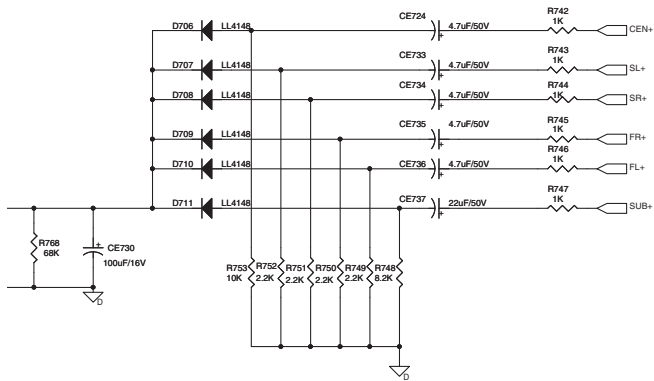 CE724 R742
D706 LL4148 4.7uF/50V 1K CEN+
CE733 R743
D707 LL4148 4.7uF/50V 1K SL+
CE734 R744
D708 LL4148 4.7uF/50V 1K SR+
CE735 R745
D709 LL4148 4.7uF/50V 1K FR+
R746
D710 LL4148 CE736 4.7uF/50V 1K FL+
CE737 R747
D711 LL4148 22uF/50V 1K SUB+
R768 CE730
68K 100uF/16V
R753 R752 R751 R750 R749 R748
10K 2.2K 2.2K 2.2K 2.2K 8.2K
D
D